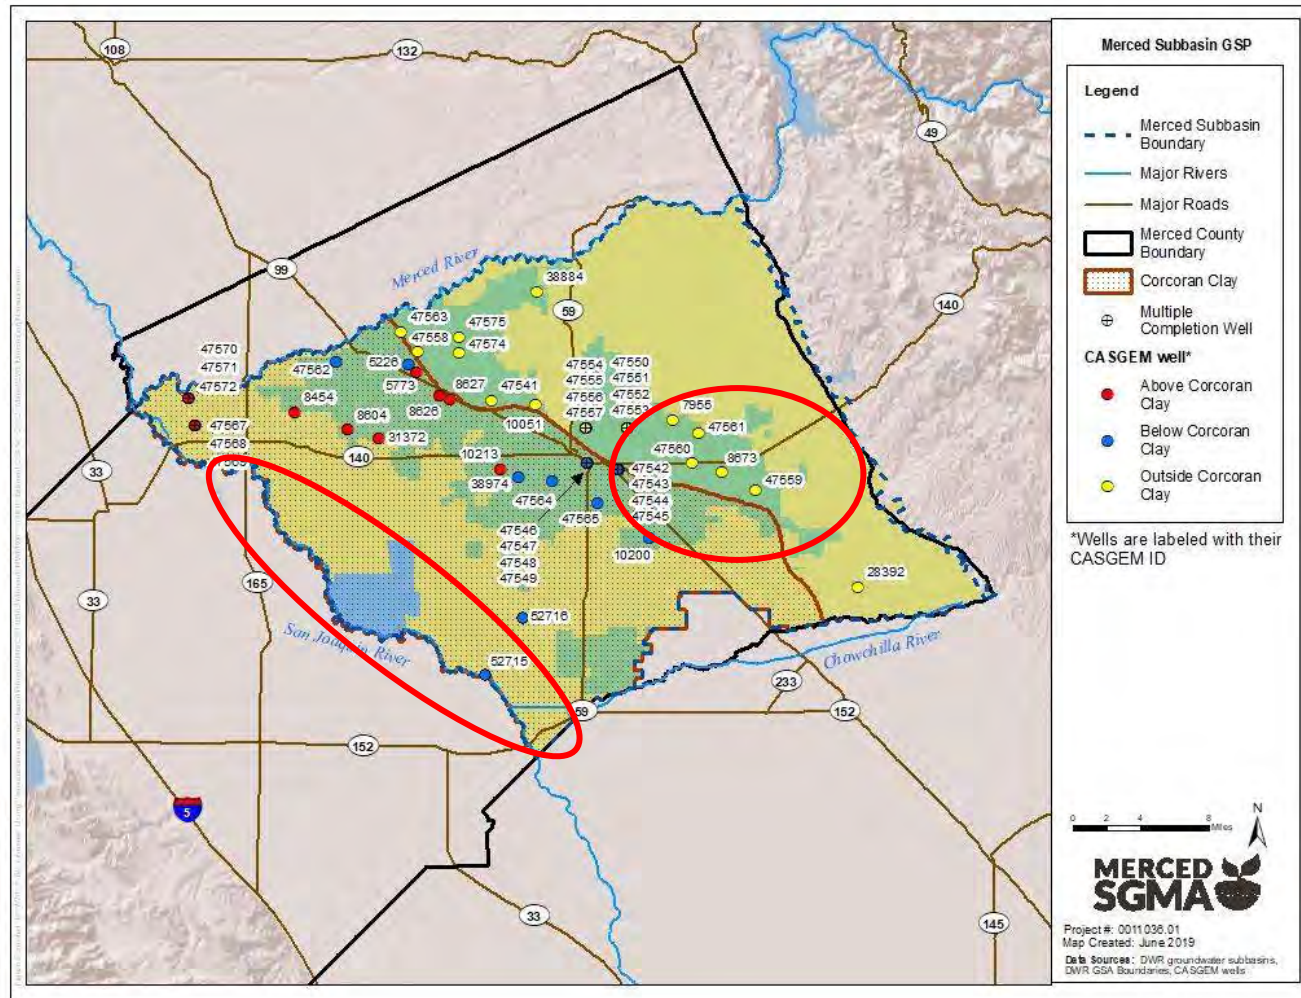 108
132
49
99
59
140
Merced River
38884
47563
47575
47558
47574
47570
47571
47572
47562
5226
5773
8627
47541
8454
8604
8626
10051
31372
47554
47555
47556
47557
47550
47551
47552
47553
7955
47561
47560
8673
47559
47567
47568
140
10213
38974
47564
47565
47542
47543
47544
47545
47546
47547
47548
47549
10200
28392
33
165
33
52716
52715
San Joaquin River
Chowchilla River
59
233
152
152
5
33
145
Merced Subbasin GSP
Legend
Merced Subbasin
Boundary
Major Rivers
Major Roads
Merced County
Boundary
Corcoran Clay
Multiple
Completion Well
CASGEM well*
Above Corcoran
Clay
Below Corcoran
Clay
Outside Corcoran
Clay
*Wells are labeled with their
CASGEM ID
N
0 2 4 8
Miles
MERCED
SGMA
Project #: 0011036.01
Map Created: June 2019
Data Sources: DWR groundwater subbasins,
DWR GSA Boundaries, CASGEM wells